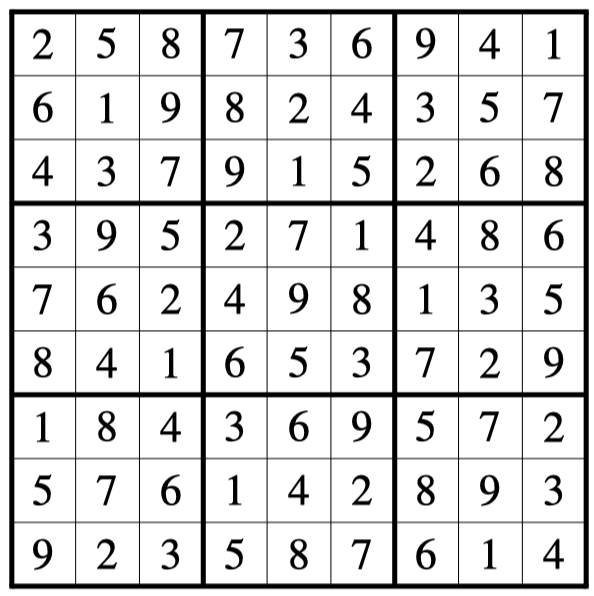 2 5 8 7 3 6 9 4 1
6 1 9 8 2 4 3 5 7
4 3 7 9 1 5 2 6 8
3 9 5 2 7 1 4 8 6
7 6 2 4 9 8 1 3 5
8 4 1 6 5 3 7 2 9
1 8 4 3 6 9 5 7 2
5 7 6 1 4 2 8 9 3
9 2 3 5 8 7 6 1 4